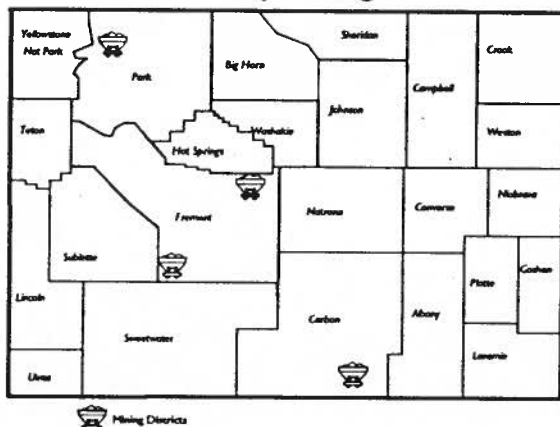 Yellowstone
Nat Park
Park
Big Horn
Sheridan
Crook
Campbell
Johnson
Teton
Washakie
Hot Springs
Weston
Fremont
Natrona
Converse
Niobrara
Sublette
Platte
Goshen
Lincoln
Sweetwater
Carbon
Albany
Laramie
Uinta
Mining Districts